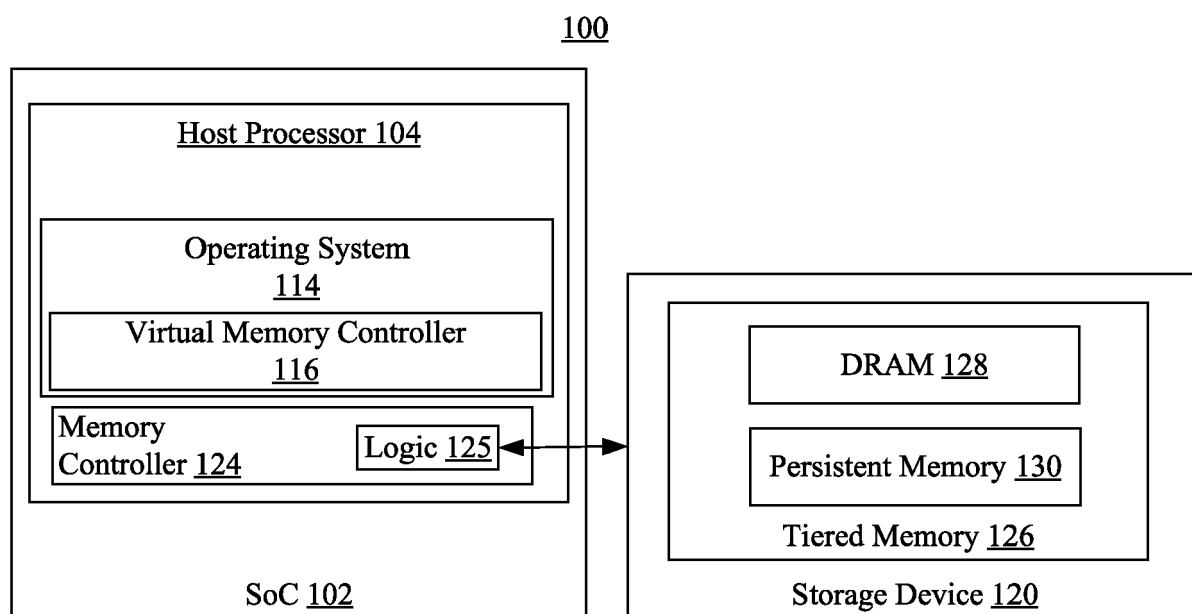 100
Host Processor 104
Operating System
114
Virtual Memory Controller
116
Memory
Controller 124
Logic 125
SoC 102
DRAM 128
Persistent Memory 130
Tiered Memory 126
Storage Device 120